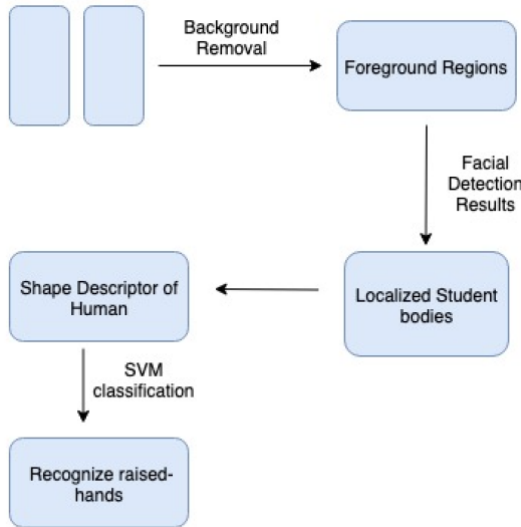 Background
Removal
Foreground Regions
Facial
Detection
Results
Localized Student
bodies
Shape Descriptor of
Human
SVM
classification
Recognize raised-
hands